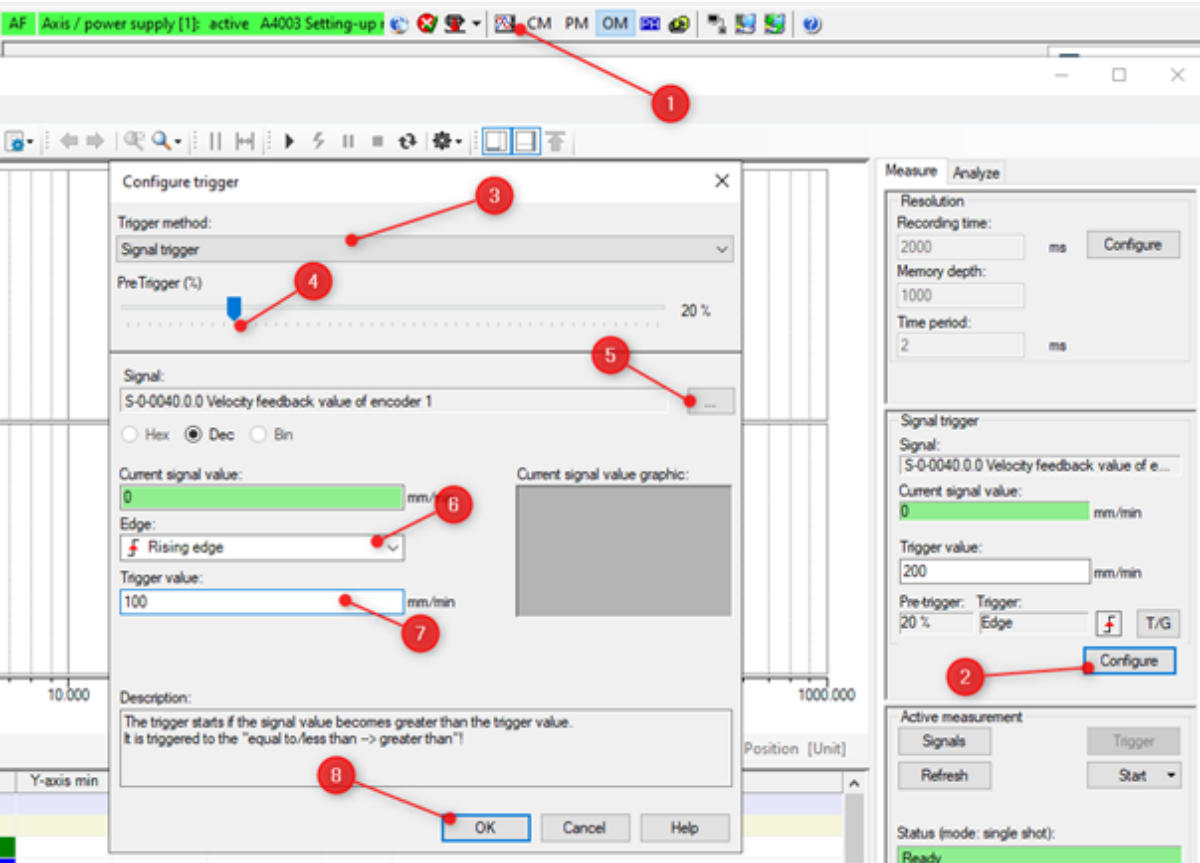 AF Axis / power supply [1]: active A4003 Setting-up
CM PM OM
1
Configure trigger
3
Trigger method:
Signal trigger
PreTrigger (%)
4
20 %
5
Signal:
S-0-0040.0.0 Velocity feedback value of encoder 1
...
Hex Dec Bin
Current signal value:
Current signal value graphic:
0
6
Edge:
Rising edge
Trigger value:
100 mm/min
7
Description:
The trigger starts if the signal value becomes greater than the trigger value.
It is triggered to the "equal to/less than --> greater than"!
8
OK Cancel Help
10.000
1000.000
Position [Unit]
Y-axis min
Measure Analyze
Resolution
Recording time:
2000 ms Configure
Memory depth:
1000
Time period:
2 ms
Signal trigger
Signal:
S-0-0040.0.0 Velocity feedback value of e...
Current signal value:
0 mm/min
Trigger value:
200 mm/min
Pre-trigger: Trigger:
20 % Edge T/G
2
Configure
Active measurement
Signals Trigger
Refresh Start
Status (mode: single shot):
Ready